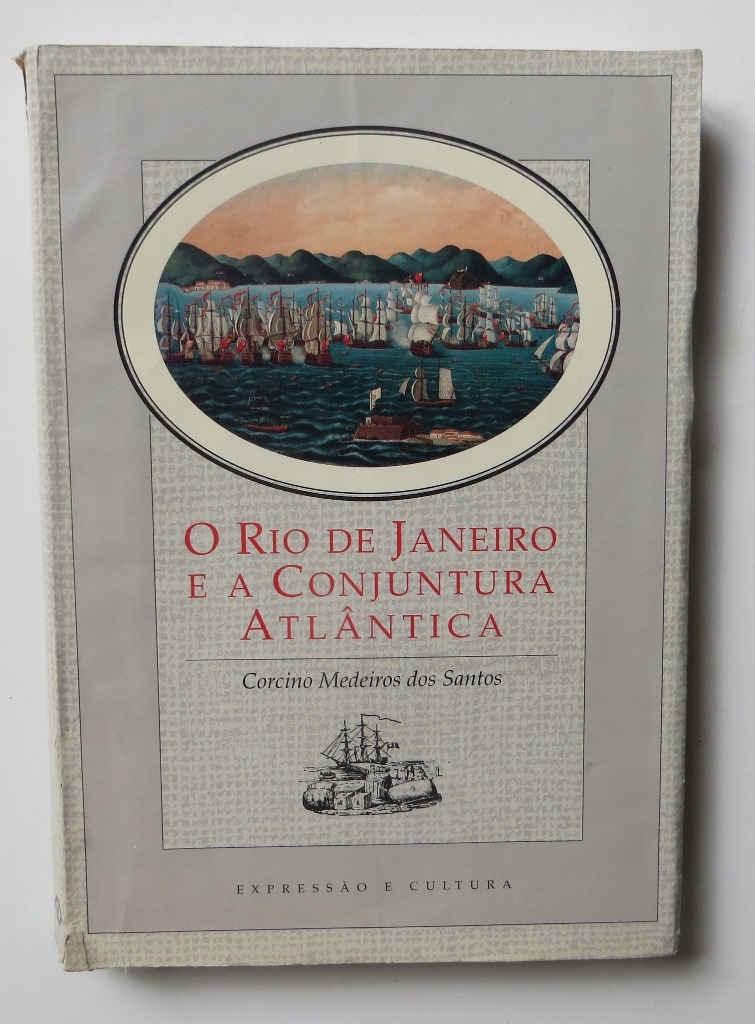 O Rio de Janeiro
e a Conjuntura
Atlântica
Corcino Medeiros dos Santos
EXPRESSÃO E CULTURA